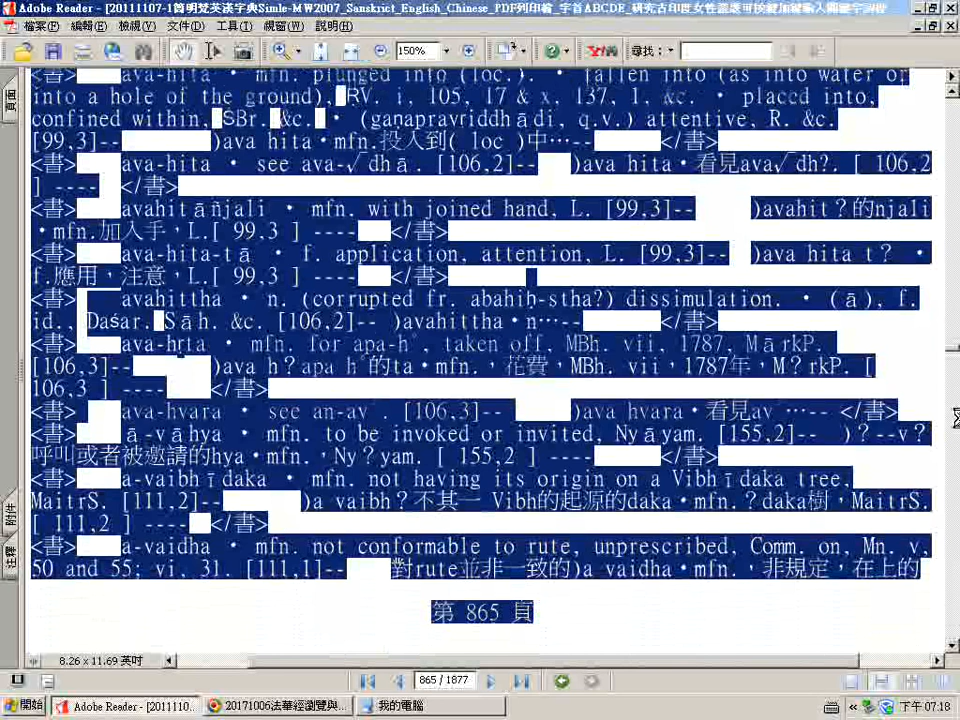 Adobe Reader - [20111107-1簡明梵英漢字典Simle-MW2007_Sanskrit_English_Chinese_PDF列印檔_字首ABCDE_研究古印度女性
檔案(F) 編輯(E) 檢視(V) 文件(D) 工具(T) 視窗(W) 說明(H)
150% 尋找：
<書> ava-hita · mfn. plunged into (loc.). · fallen into (as into water or
into a hole of the ground), RV. i, 105, 17 & x, 137, 1, &c. · placed into,
confined within, ŚBr. &c. · (gaṇapravṛiddhādi, q.v.) attentive, R. &c.
[99,3]-- )ava hita·mfn.投入到( loc )中…-- </書>
<書> ava-hita · see ava-√dhā. [106,2]-- )ava hita·看見ava√dh?. [ 106,2
] ---- </書>
<書> avahitāñjali · mfn. with joined hand, L. [99,3]-- )avahit？的njali
·mfn.加入手，L.[ 99,3 ] ---- </書>
<書> avahita-tā · f. application, attention, L. [99,3]-- )ava hita t？ ·
f.應用，注意，L.[ 99,3 ] ---- </書>
<書> avahittha · n. (corrupted fr. abahiḥ-stha?) dissimulation. · (ā), f.
id., Daśar. Sāh. &c. [106,2]-- )avahittha·n…-- </書>
<書> ava-hṛta · mfn. for apa-h°, taken off, MBh. vii, 1787, MārkP.
[106,3]-- )ava h？apa h°的ta·mfn.，花費，MBh. vii，1787年，M？rkP. [
106,3 ] ---- </書>
<書> ava-hvara · see an-av . [106,3]-- )ava hvara·看見av …-- </書>
<書> ā-vāhya · mfn. to be invoked or invited, Nyāyam. [155,2]-- )？--v？
呼叫或者被邀請的hya·mfn.，Ny？yam. [ 155,2 ] ---- </書>
<書> a-vaibhīdaka · mfn. not having its origin on a Vibhīdaka tree,
MaitrS. [111,2]-- )a vaibh？不其一 Vibh的起源的daka·mfn.？daka樹，MaitrS.
[ 111,2 ] ---- </書>
<書> a-vaidha · mfn. not conformable to rute, unprescribed, Comm. on, Mn. v,
50 and 55; vi, 31. [111,1]-- 對rute並非一致的)a vaidha·mfn.，非規定，在上的
第 865 頁
頁面
附件
註釋
8.26 x 11.69 英吋
865 / 1877
開始 Adobe Reader - [2011110... 20171006法華經瀏覽與... 我的電腦 下午 07:18